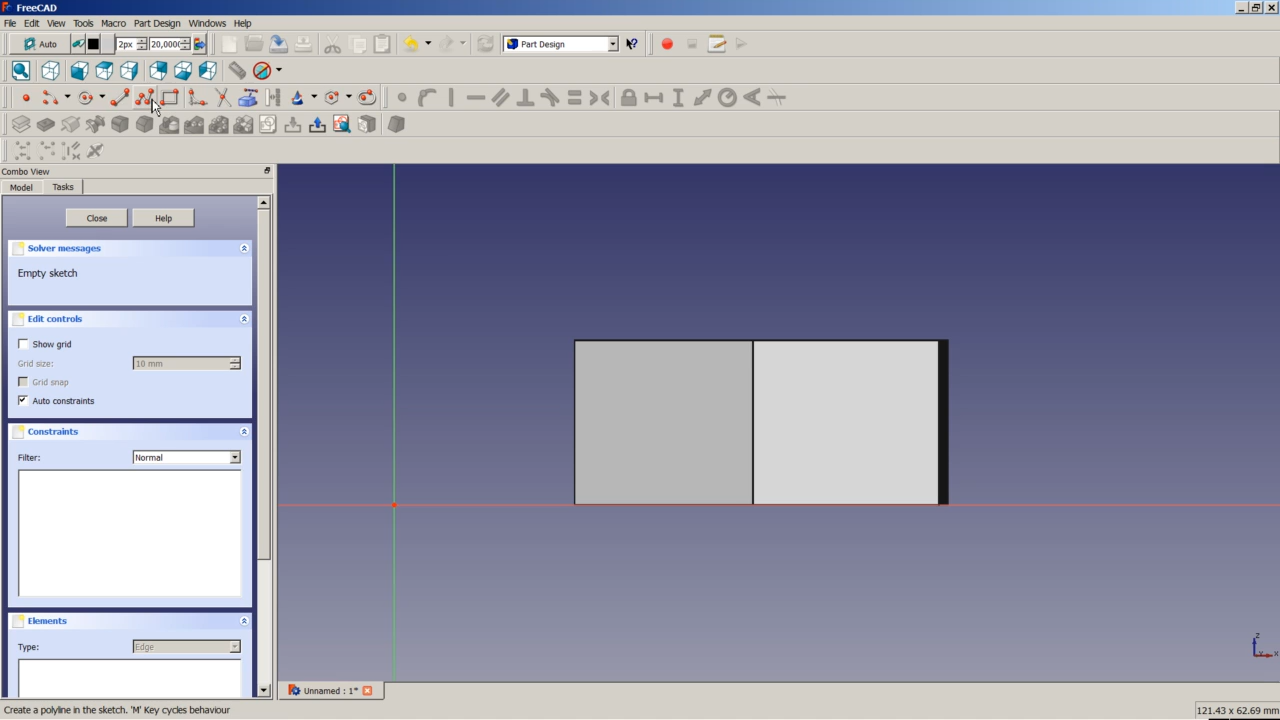 FreeCAD
File Edit View Tools Macro Part Design Windows Help
Auto 2px 20,0000 Part Design
Combo View
Model Tasks
Close Help
Solver messages
Empty sketch
Edit controls
Show grid
Grid size: 10 mm
Grid snap
Auto constraints
Constraints
Filter: Normal
Elements
Type: Edge
z
x
Unnamed : 1*
Create a polyline in the sketch. 'M' Key cycles behaviour
121.43 x 62.69 mm